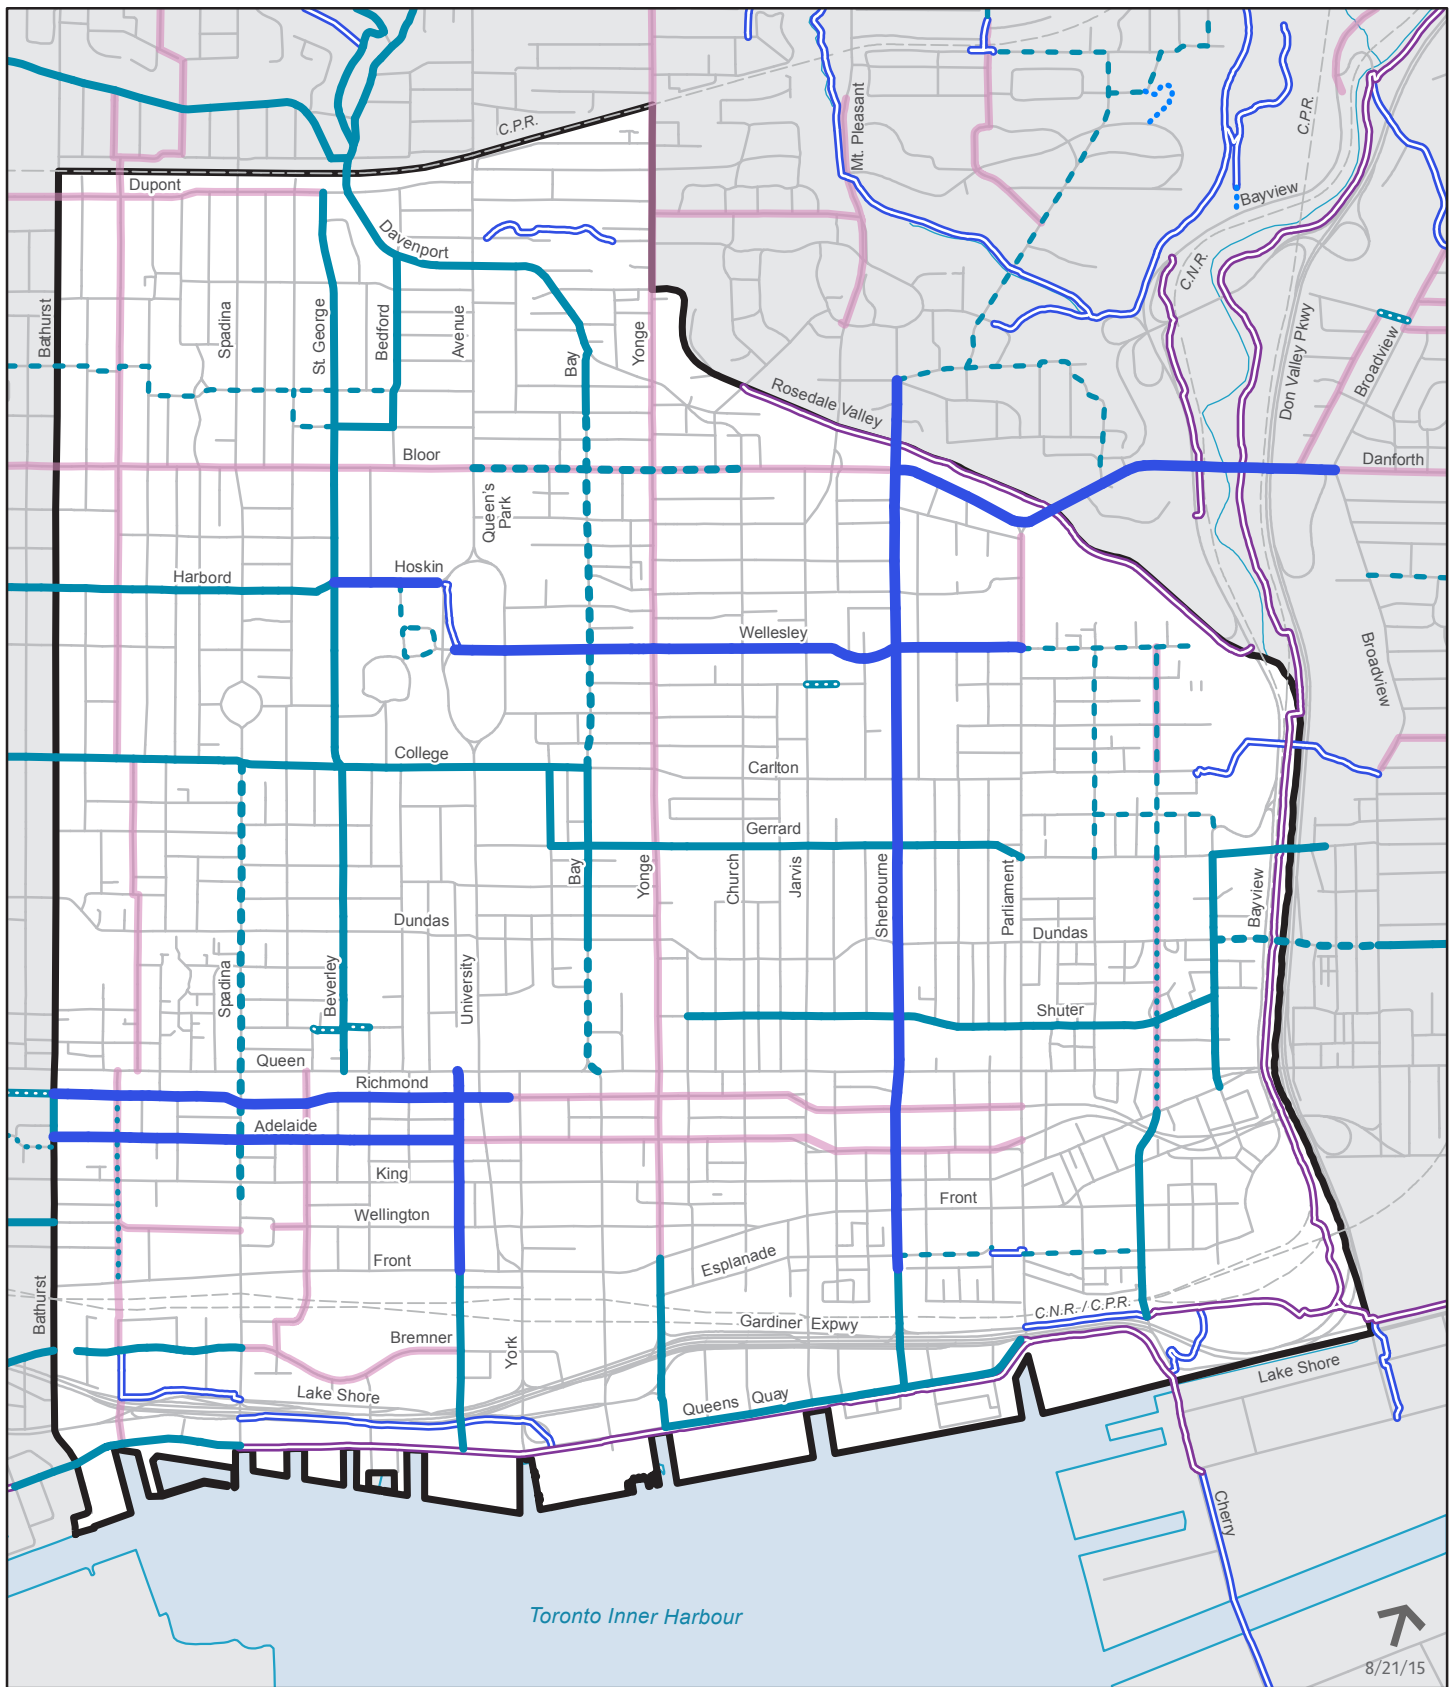 C.P.R.
Mt. Pleasant
C.P.R.
Dupont
Bayview
Davenport
C.N.R.
Bathurst
Spadina
St. George
Bedford
Avenue
Bay
Yonge
Don Valley Pkwy
Broadview
Rosedale Valley
Bloor
Danforth
Queen's
Park
Hoskin
Harbord
Wellesley
Broadview
College
Carlton
Gerrard
Bay
Yonge
Church
Jarvis
Sherbourne
Parliament
Bayview
Dundas
Dundas
Spadina
Beverley
University
Shuter
Queen
Richmond
Adelaide
King
Front
Wellington
Front
Esplanade
Bathurst
C.N.R. / C.P.R.
Gardiner Expwy
Bremner
York
Lake Shore
Lake Shore
Queens Quay
Cherry
Toronto Inner Harbour
8/21/15